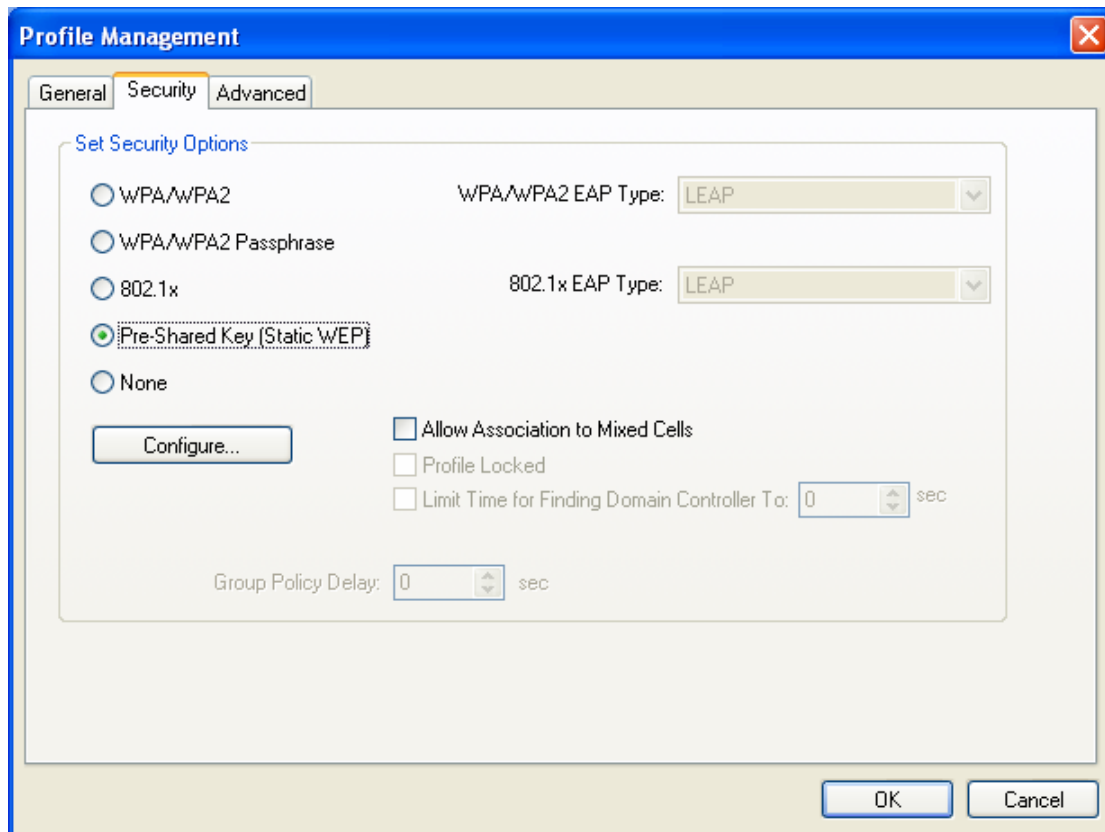 Profile Management
General Security Advanced
Set Security Options
WPA/WPA2 WPA/WPA2 EAP Type: LEAP
WPA/WPA2 Passphrase
802.1x 802.1x EAP Type: LEAP
Pre-Shared Key (Static WEP)
None
Configure... Allow Association to Mixed Cells
Profile Locked
Limit Time for Finding Domain Controller To: 0 sec
Group Policy Delay: 0 sec
OK Cancel